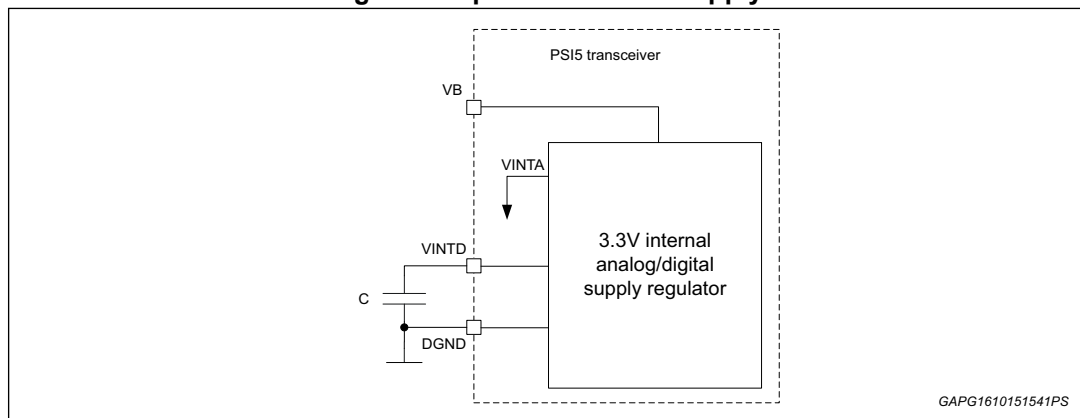 PSI5 transceiver
VB
VINTA
VINTD
3.3V internal
analog/digital
supply regulator
C
DGND
GAPG1610151541PS